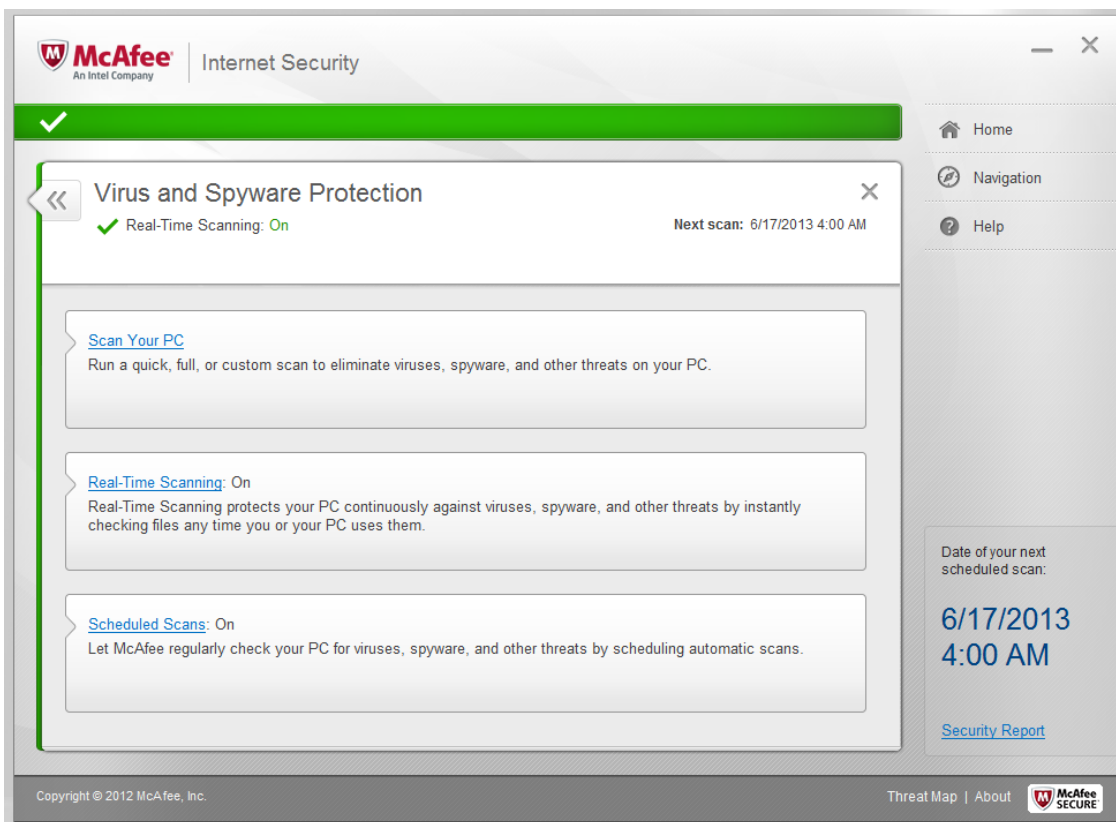 McAfee®
An Intel Company
Internet Security
Home
Navigation
Help
Virus and Spyware Protection
Real-Time Scanning: On
Next scan: 6/17/2013 4:00 AM
Scan Your PC
Run a quick, full, or custom scan to eliminate viruses, spyware, and other threats on your PC.
Real-Time Scanning: On
Real-Time Scanning protects your PC continuously against viruses, spyware, and other threats by instantly
checking files any time you or your PC uses them.
Scheduled Scans: On
Let McAfee regularly check your PC for viruses, spyware, and other threats by scheduling automatic scans.
Date of your next
scheduled scan:
6/17/2013
4:00 AM
Security Report
Copyright © 2012 McAfee, Inc.
Threat Map | About
McAfee
SECURE